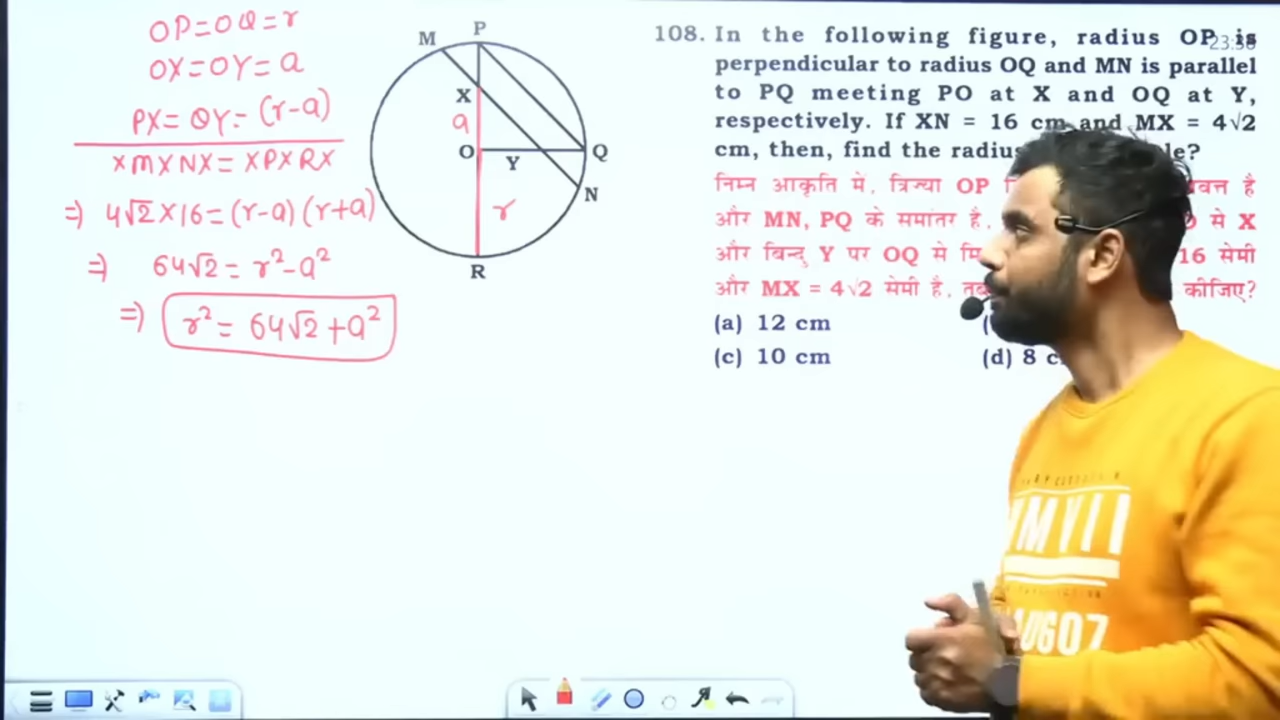 OP=OQ=r
OX=OY=a
PX=QY=(r-a)
XM×NX=XP×RX
=) 4√2×16=(r-a)(r+a)
=) 64√2=r²-a²
=) r²=64√2+a²
M
P
X
a
O
Y
Q
N
r
R
108. In the following figure, radius OP is
23:38
perpendicular to radius OQ and MN is parallel
to PQ meeting PO at X and OQ at Y,
respectively. If XN = 16 cm and MX = 4√2
cm, then, find the radius
निम्न आकृति में, त्रिज्या OP है
और MN, PQ के समांतर है, से X
और बिन्दु Y पर OQ से 16 सेमी
और MX = 4√2 सेमी है, कीजिए?
(a) 12 cm
(c) 10 cm
(d) 8